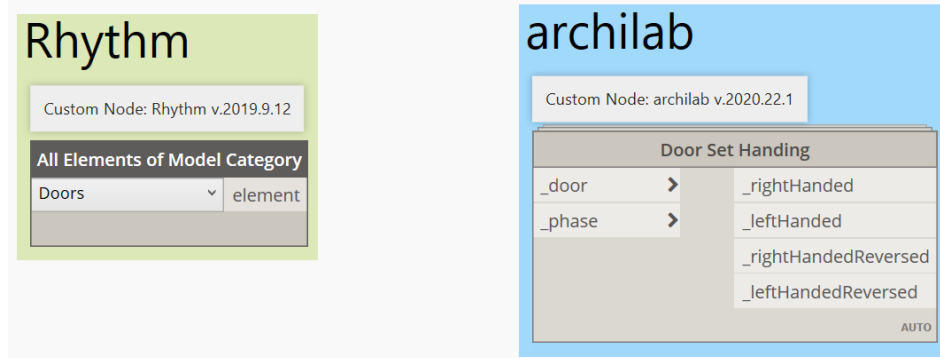 Rhythm
Custom Node: Rhythm v.2019.9.12
All Elements of Model Category
Doors element
archilab
Custom Node: archilab v.2020.22.1
Door Set Handing
_door _rightHanded
_phase _leftHanded
_rightHandedReversed
_leftHandedReversed
AUTO